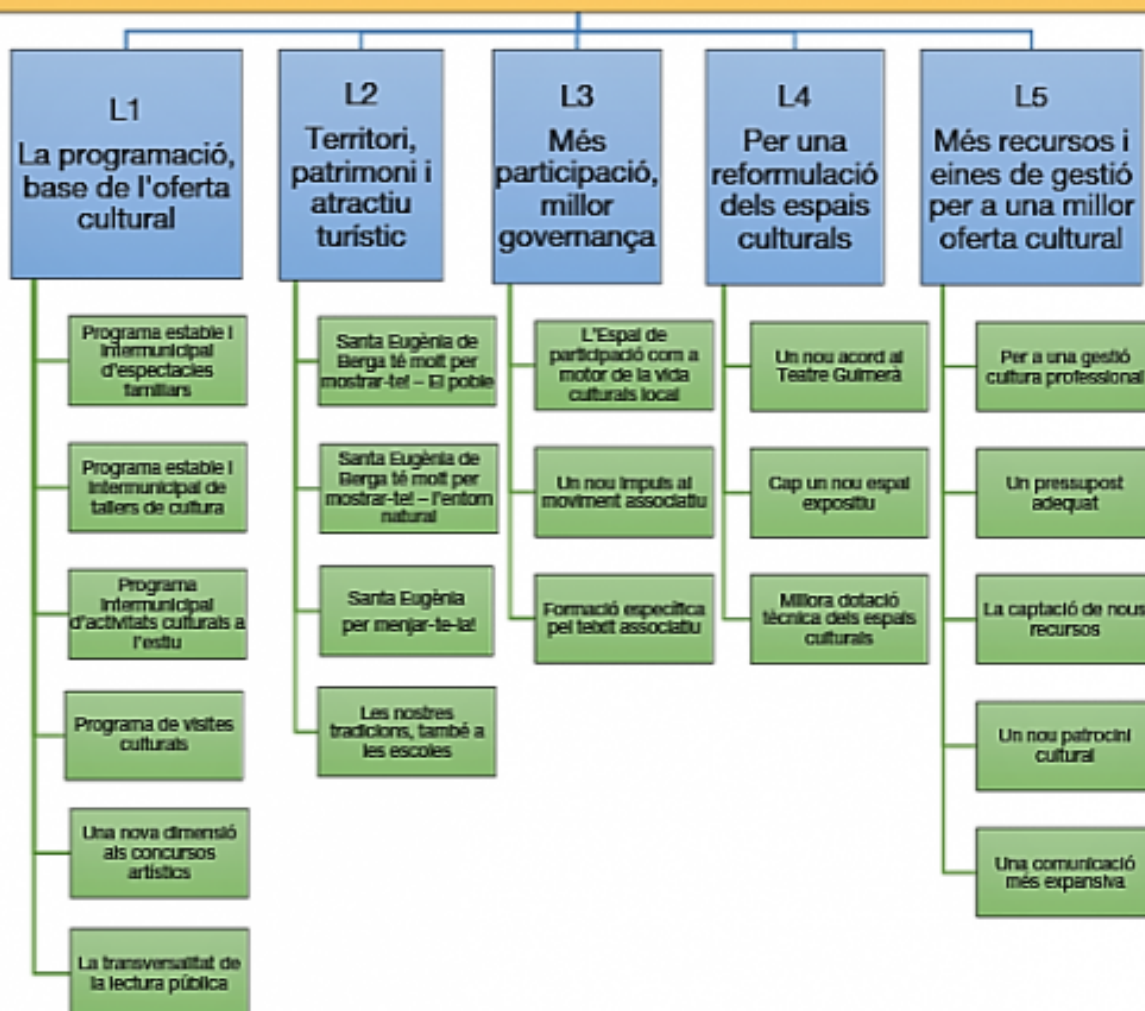 L1
La programació,
base de l'oferta
cultural
Programa estable i
intermunicipal
d'espectacles
familiars
Programa estable i
intermunicipal de
tallers de cultura
Programa
intermunicipal
d'activitats culturals a
l'estiu
Programa de visites
culturals
Una nova dimensió
als concursos
artístics
La transversalitat de
la lectura pública
L2
Territori,
patrimoni i
atractiu
turístic
Santa Eugènia de
Berga té molt per
mostrar-te! – El poble
Santa Eugènia de
Berga té molt per
mostrar-te! – l'entorn
natural
Santa Eugènia
per menjar-te-la!
Les nostres
tradicions, també a
les escoles
L3
Més
participació,
millor
governança
L'Espai de
participació com a
motor de la vida
culturals local
Un nou impuls al
moviment associatiu
Formació específica
pel teixit associatiu
L4
Per una
reformulació
dels espais
culturals
Un nou acord al
Teatre Guimerà
Cap un nou espai
expositiu
Millora dotació
tècnica dels espais
culturals
L5
Més recursos i
eines de gestió
per a una millor
oferta cultural
Per a una gestió
cultura professional
Un pressupost
adequat
La captació de nous
recursos
Un nou patrocini
cultural
Una comunicació
més expansiva